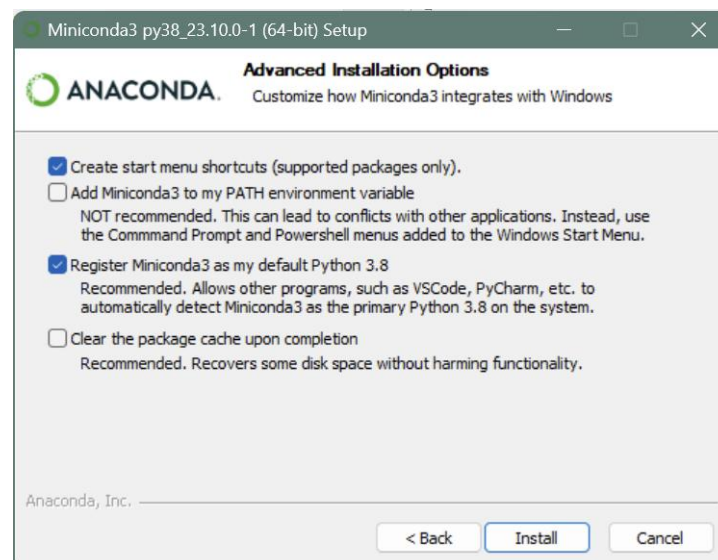 Miniconda3 py38_23.10.0-1 (64-bit) Setup
ANACONDA.
Advanced Installation Options
Customize how Miniconda3 integrates with Windows
Create start menu shortcuts (supported packages only).
Add Miniconda3 to my PATH environment variable
NOT recommended. This can lead to conflicts with other applications. Instead, use
the Commmand Prompt and Powershell menus added to the Windows Start Menu.
Register Miniconda3 as my default Python 3.8
Recommended. Allows other programs, such as VSCode, PyCharm, etc. to
automatically detect Miniconda3 as the primary Python 3.8 on the system.
Clear the package cache upon completion
Recommended. Recovers some disk space without harming functionality.
Anaconda, Inc.
< Back
Install
Cancel